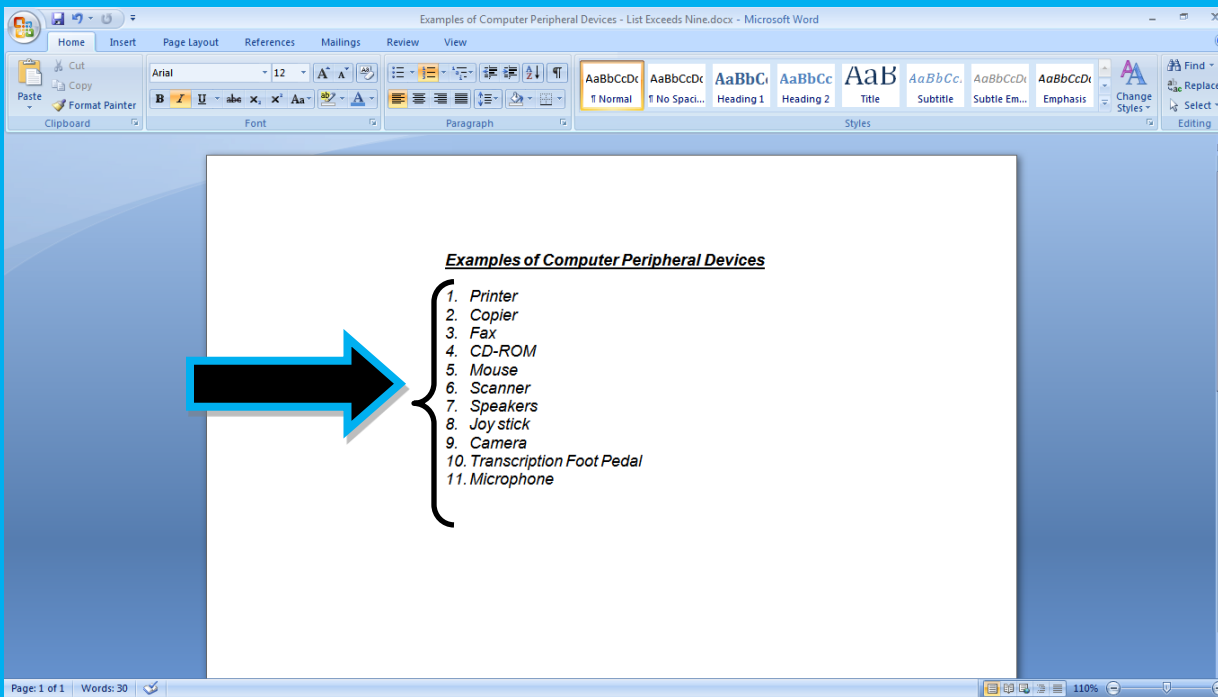 Examples of Computer Peripheral Devices - List Exceeds Nine.docx - Microsoft Word
Home Insert Page Layout References Mailings Review View
Paste
Cut
Copy
Format Painter
Clipboard
Arial 12
B I U abc x₂ x² Aa
Font
Paragraph
AaBbCcDc AaBbCcDc AaBbCc AaBbCc AaB AaBbCc. AaBbCcDc AaBbCcDc
¶ Normal ¶ No Spaci... Heading 1 Heading 2 Title Subtitle Subtle Em... Emphasis
Change
Styles
Styles
Find
Replace
Select
Editing
Examples of Computer Peripheral Devices
1. Printer
2. Copier
3. Fax
4. CD-ROM
5. Mouse
6. Scanner
7. Speakers
8. Joy stick
9. Camera
10. Transcription Foot Pedal
11. Microphone
Page: 1 of 1 Words: 30 110%